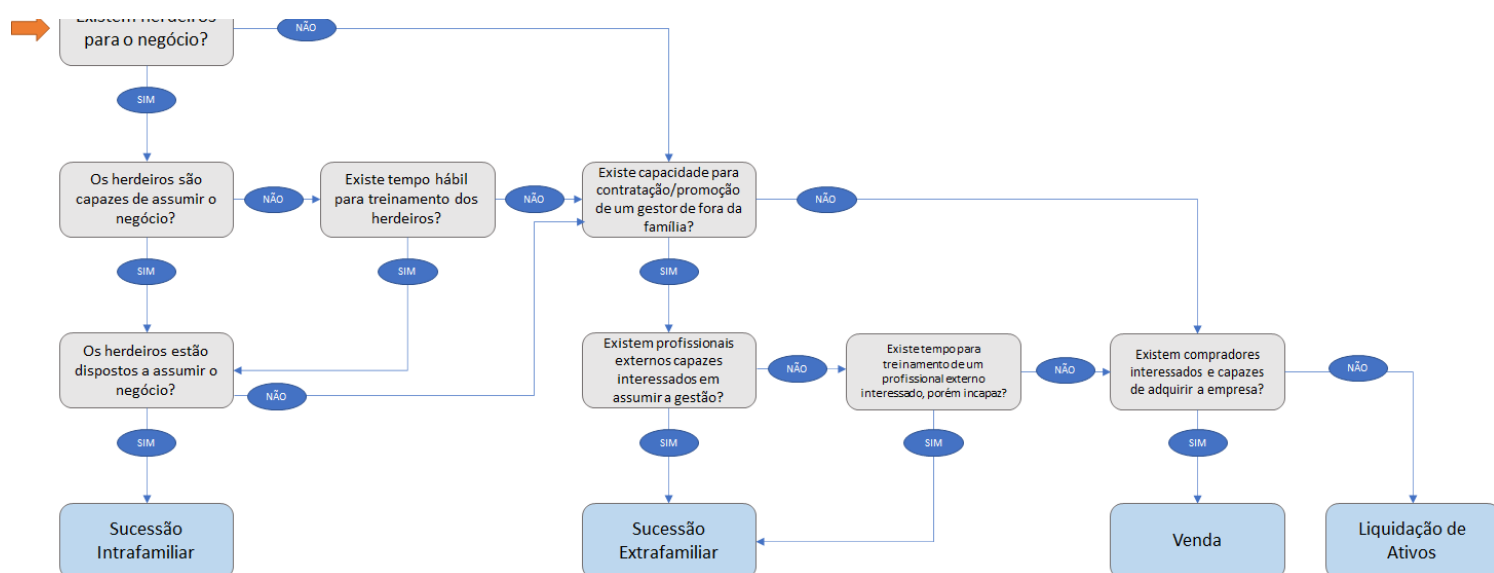 Existem herdeiros
para o negócio?
NÃO
SIM
Os herdeiros são
capazes de assumir o
negócio?
NÃO
Existe tempo hábil
para treinamento dos
herdeiros?
NÃO
Existe capacidade para
contratação/promoção
de um gestor de fora da
família?
NÃO
SIM
SIM
SIM
Os herdeiros estão
dispostos a assumir o
negócio?
NÃO
Existem profissionais
externos capazes
interessados em
assumir a gestão?
NÃO
Existe tempo para
treinamento de um
profissional externo
interessado, porém incapaz?
NÃO
Existem compradores
interessados e capazes
de adquirir a empresa?
NÃO
SIM
SIM
SIM
SIM
Sucessão
Intrafamiliar
Sucessão
Extrafamiliar
Venda
Liquidação de
Ativos